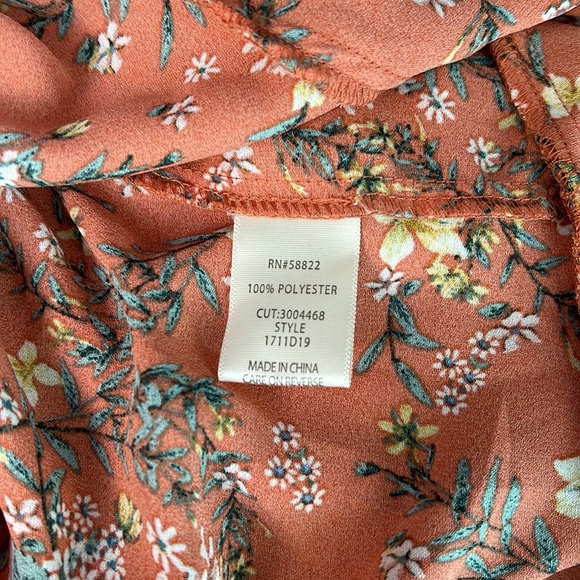 RN#58822
100% POLYESTER
CUT:3004468
STYLE
1711D19
MADE IN CHINA
CARE ON REVERSE